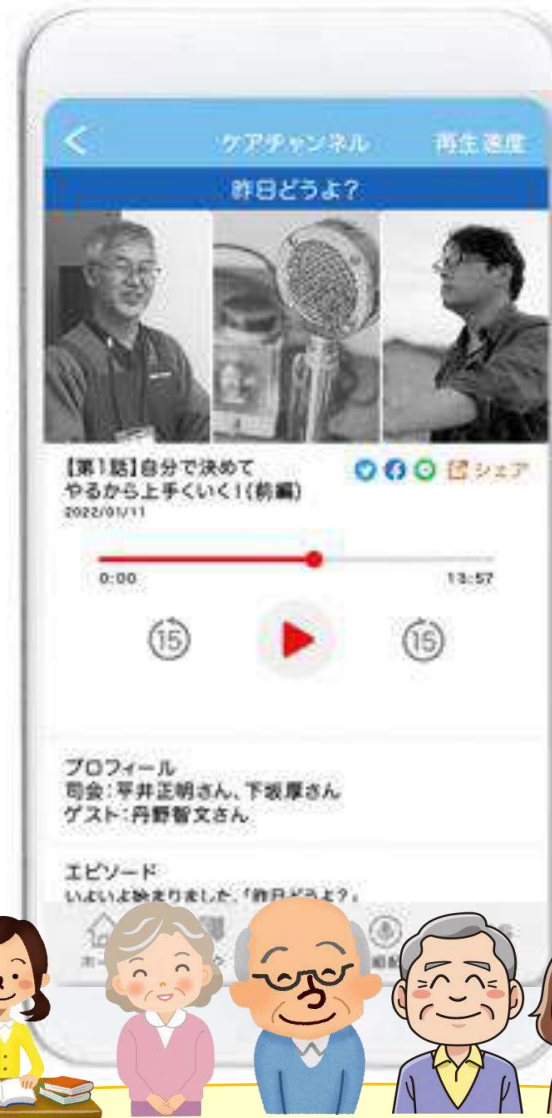 ケアチャンネル 再生速度
昨日どうよ?
【第1話】自分で決めて
やるから上手くいく!(前編)
シェア
2022/01/11
0:00 13:57
15 15
プロフィール
司会:平井正明さん、下坂厚さん
ゲスト:丹野智文さん
エピソード
いよいよ始まりました、「昨日どうよ?」